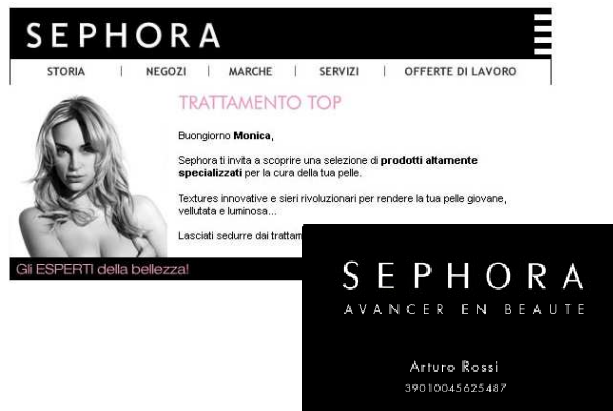 SEPHORA
STORIA | NEGOZI | MARCHE | SERVIZI | OFFERTE DI LAVORO
TRATTAMENTO TOP
Buongiorno Monica,
Sephora ti invita a scoprire una selezione di prodotti altamente
specializzati per la cura della tua pelle.
Textures innovative e sieri rivoluzionari per rendere la tua pelle giovane,
vellutata e luminosa...
Lasciati sedurre dai
Gli ESPERTI della bellezza!
SEPHORA
AVANCER EN BEAUTE
Arturo Rossi
39010045625487